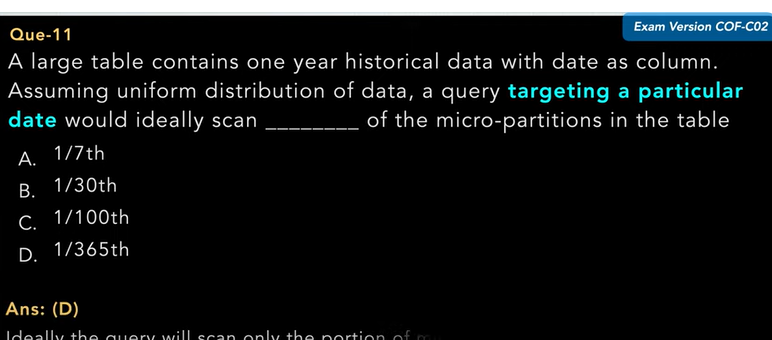 Exam Version COF-C02
Que-11
A large table contains one year historical data with date as column.
Assuming uniform distribution of data, a query targeting a particular
date would ideally scan ________ of the micro-partitions in the table
A. 1/7th
B. 1/30th
C. 1/100th
D. 1/365th
Ans: (D)
Ideally the query will scan only the portion of